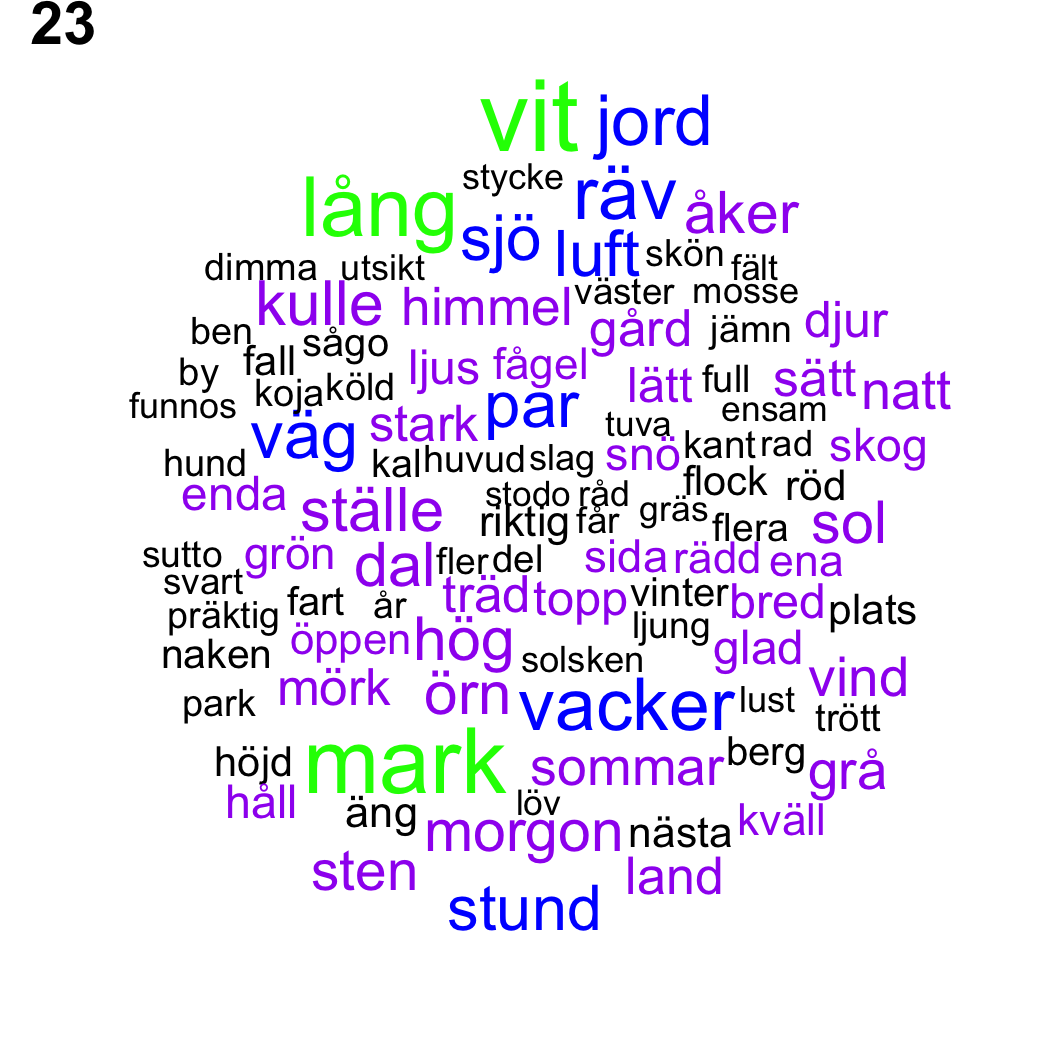 23
vit jord
stycke räv
lång åker
sjö luft skön fält
dimma utsikt
väster mosse
kulle himmel
gård jämn djur
ben sågo
by fall ljus fågel
lätt full sätt natt
funnos koja köld
par ensam
väg stark tuva
kant rad skog
hund kal huvud slag snö
flock röd
enda stodo råd
ställe riktig får gräs flera sol
sutto grön dal fler del sida rädd ena
svart
präktig fart år träd topp vinter bred plats
ljung
naken öppen hög solsken glad
vind
park mörk örn vacker lust trött
höjd mark sommar berg grå
håll äng löv
morgon nästa kväll
sten land
stund